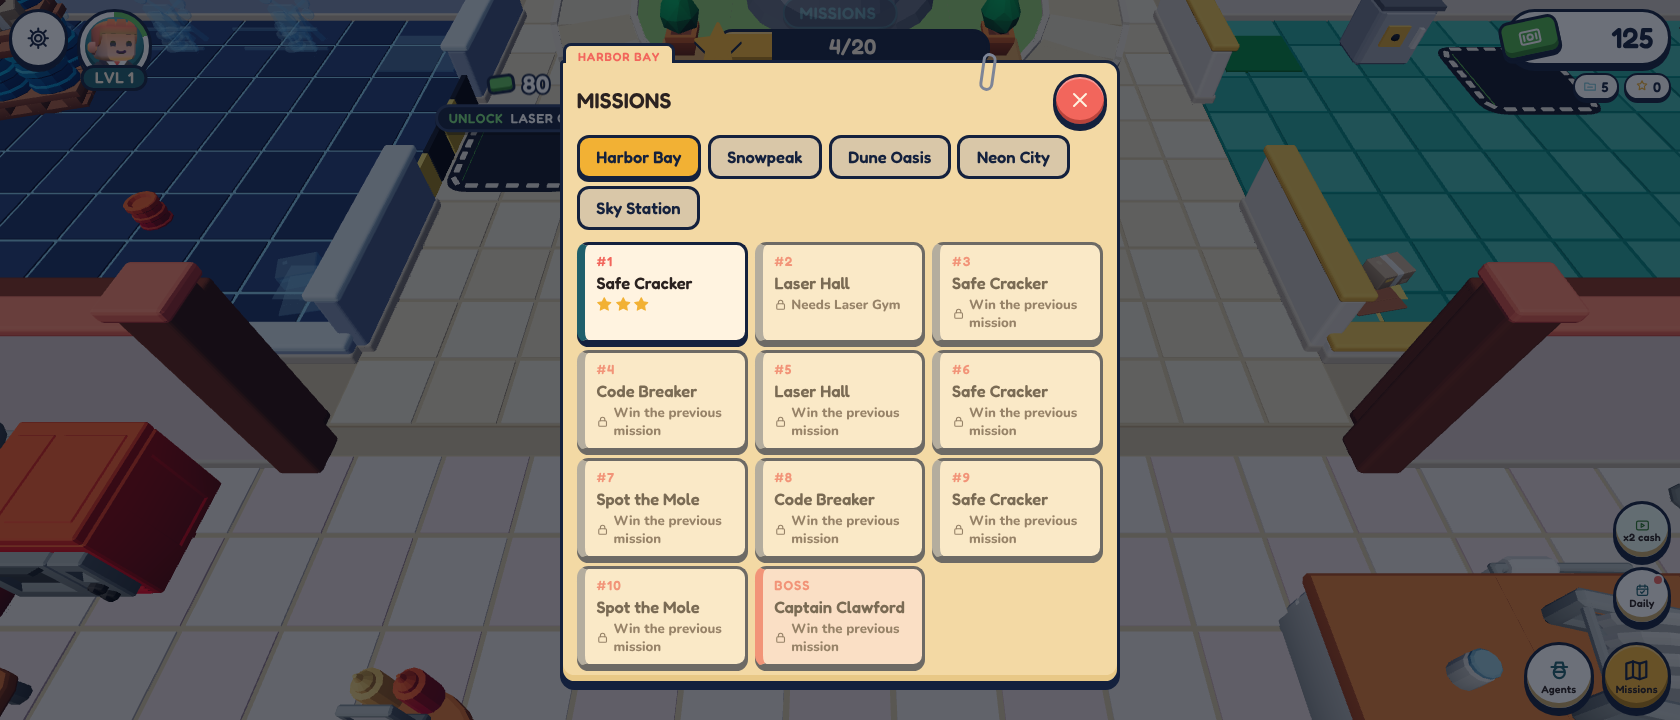 MISSIONS
4/20
125
LVL 1
80
5
0
UNLOCK LASER
HARBOR BAY
MISSIONS
Harbor Bay
Snowpeak
Dune Oasis
Neon City
Sky Station
#1
Safe Cracker
#2
Laser Hall
Needs Laser Gym
#3
Safe Cracker
Win the previous
mission
#4
Code Breaker
Win the previous
mission
#5
Laser Hall
Win the previous
mission
#6
Safe Cracker
Win the previous
mission
#7
Spot the Mole
Win the previous
mission
#8
Code Breaker
Win the previous
mission
#9
Safe Cracker
Win the previous
mission
#10
Spot the Mole
Win the previous
mission
BOSS
Captain Clawford
Win the previous
mission
x2 cash
Daily
Agents
Missions